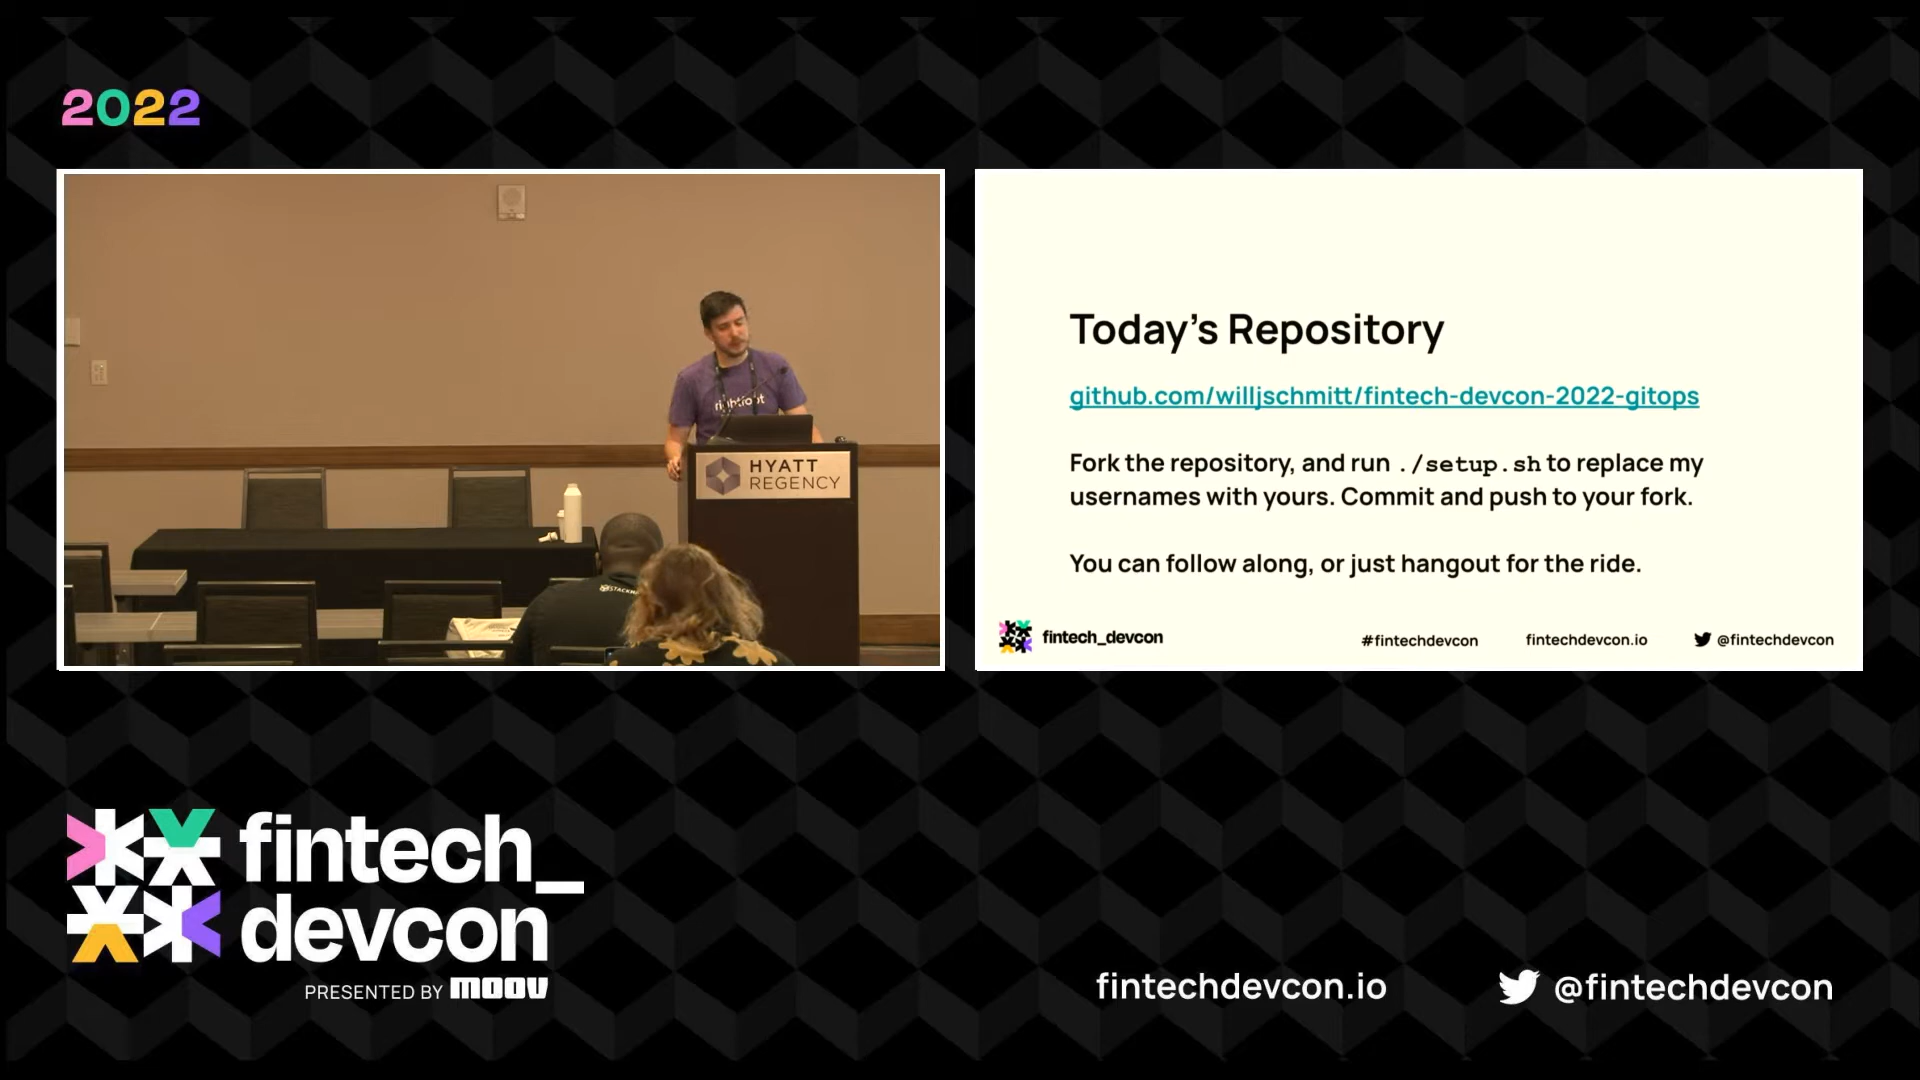 2022
rightfoot
HYATT
REGENCY
Today's Repository
github.com/willjschmitt/fintech-devcon-2022-gitops
Fork the repository, and run ./setup.sh to replace my
usernames with yours. Commit and push to your fork.
You can follow along, or just hangout for the ride.
fintech_devcon
#fintechdevcon
fintechdevcon.io
@fintechdevcon
fintech_
devcon
PRESENTED BY moov
fintechdevcon.io
@fintechdevcon